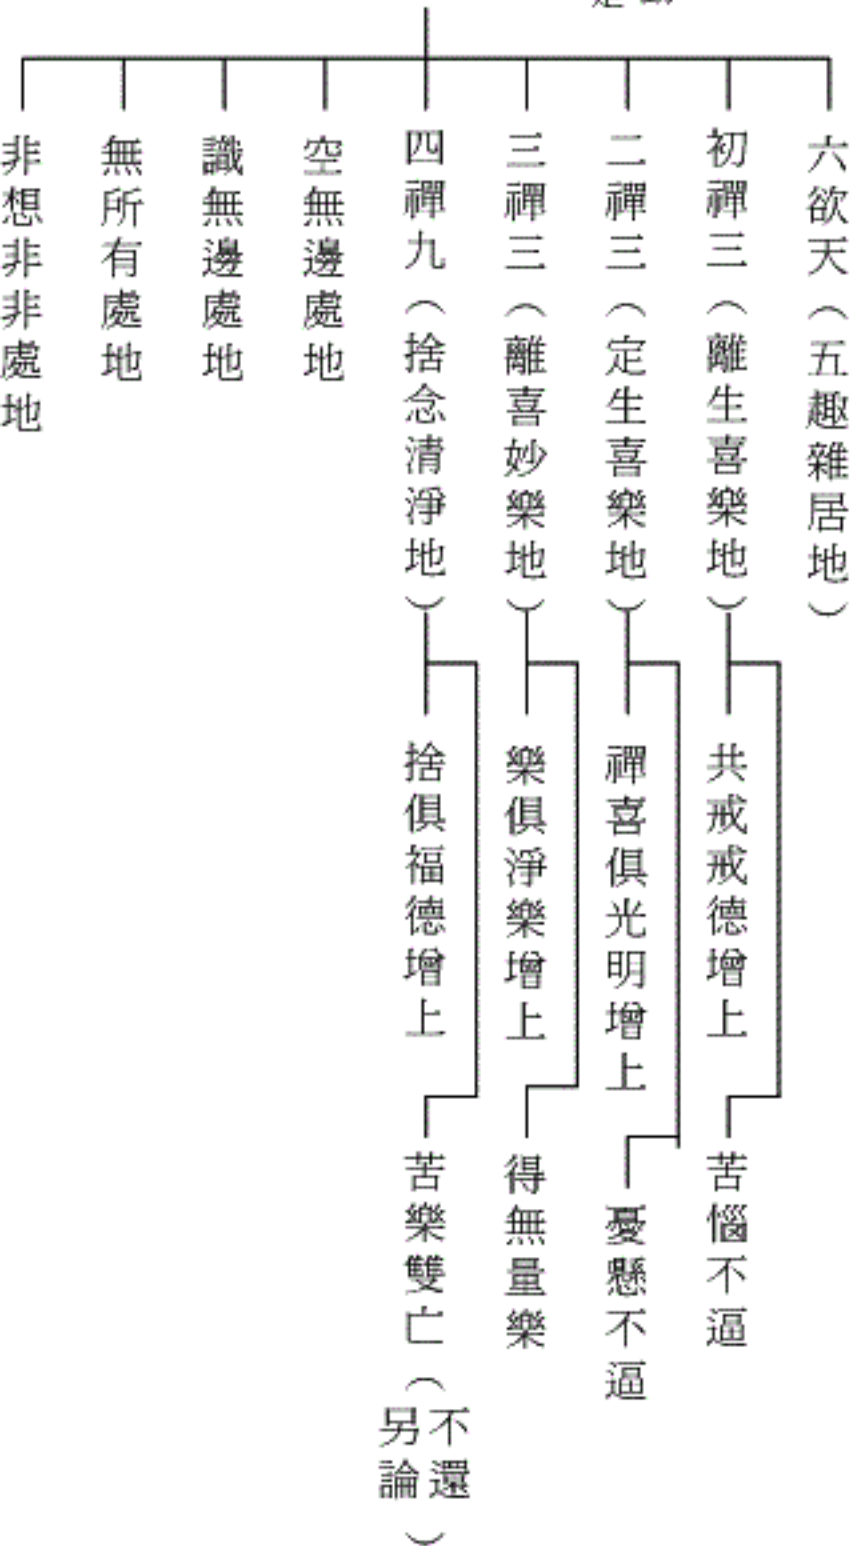 六欲天（五趣雜居地）
初禪三（離生喜樂地）
共戒戒德增上
苦惱不逼
二禪三（定生喜樂地）
禪喜俱光明增上
憂懸不逼
三禪三（離喜妙樂地）
樂俱淨樂增上
得無量樂
四禪九（捨念清淨地）
捨俱福德增上
苦樂雙亡（不還另論）
空無邊處地
識無邊處地
無所有處地
非想非非處地